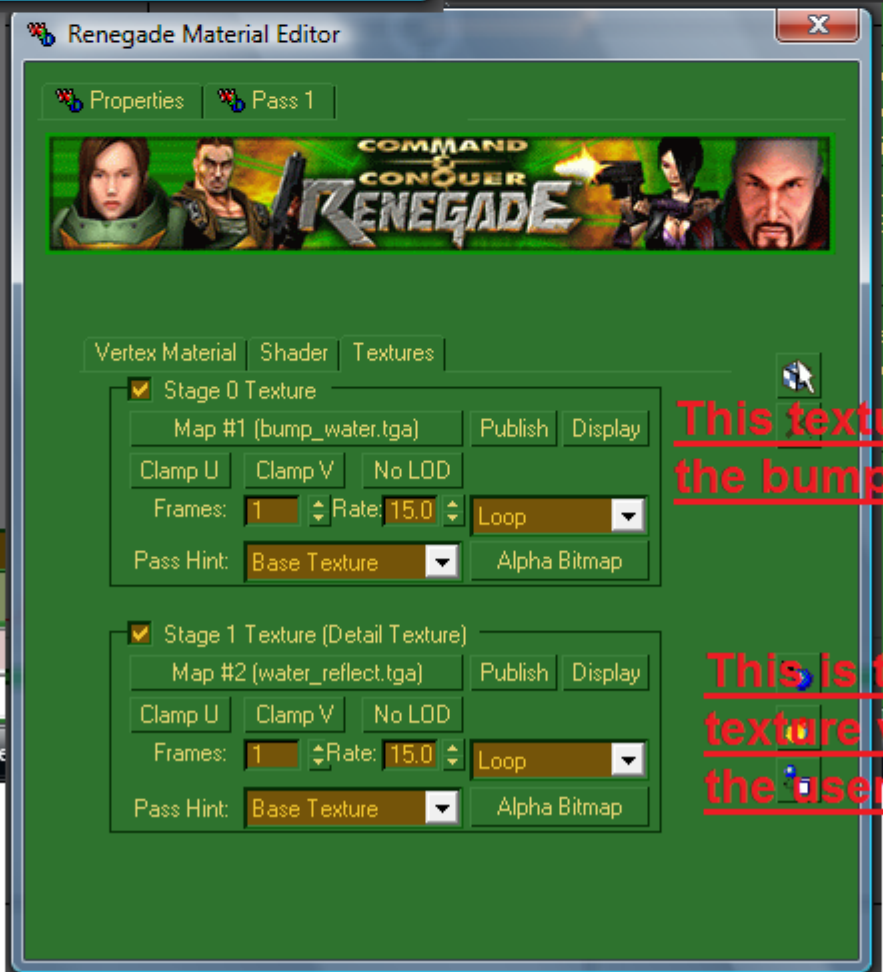 Renegade Material Editor
X
Properties
Pass 1
COMMAND
&
CONQUER
RENEGADE
Vertex Material
Shader
Textures
Stage 0 Texture
Map #1 (bump_water.tga)
Publish
Display
This
Clamp U
Clamp V
No LOD
the bump
Frames:
1
Rate:
15.0
Loop
Pass Hint:
Base Texture
Alpha Bitmap
Stage 1 Texture (Detail Texture)
Map #2 (water_reflect.tga)
Publish
Display
This is
Clamp U
Clamp V
No LOD
texture
Frames:
1
Rate:
15.0
Loop
the user
Pass Hint:
Base Texture
Alpha Bitmap